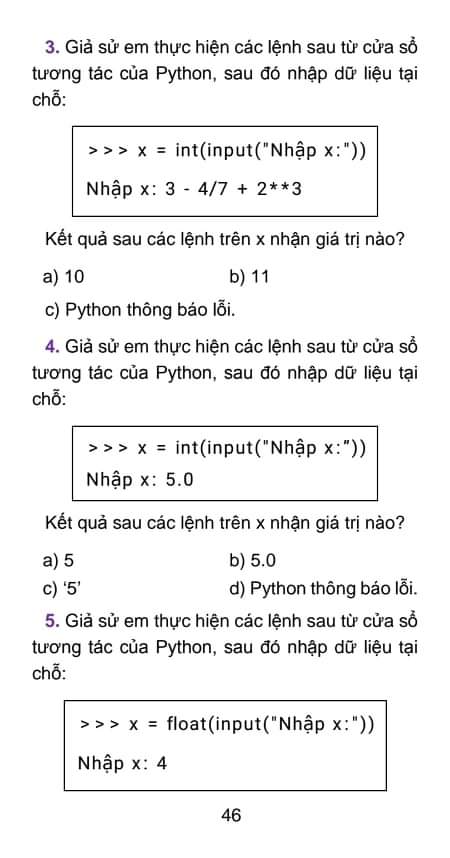 3. Giả sử em thực hiện các lệnh sau từ cửa sổ
tương tác của Python, sau đó nhập dữ liệu tại
chỗ:
> > > x = int(input("Nhập x:"))
Nhập x: 3 - 4/7 + 2**3
Kết quả sau các lệnh trên x nhận giá trị nào?
a) 10 b) 11
c) Python thông báo lỗi.
4. Giả sử em thực hiện các lệnh sau từ cửa sổ
tương tác của Python, sau đó nhập dữ liệu tại
chỗ:
> > > x = int(input("Nhập x:"))
Nhập x: 5.0
Kết quả sau các lệnh trên x nhận giá trị nào?
a) 5 b) 5.0
c) ‘5’ d) Python thông báo lỗi.
5. Giả sử em thực hiện các lệnh sau từ cửa sổ
tương tác của Python, sau đó nhập dữ liệu tại
chỗ:
> > > x = float(input("Nhập x:"))
Nhập x: 4
46